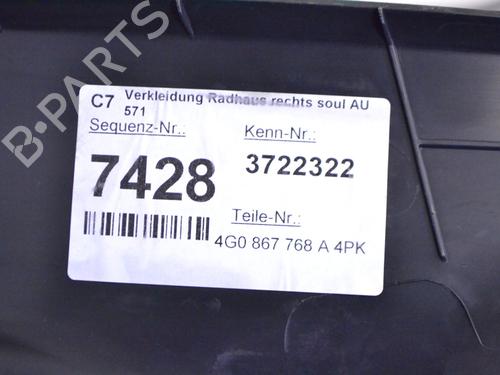 B-PARTS
C7 Verkleidung Radhaus rechts soul AU
571
Sequenz-Nr.: Kenn-Nr.:
7428 3722322
Teile-Nr.:
4G0 867 768 A 4PK